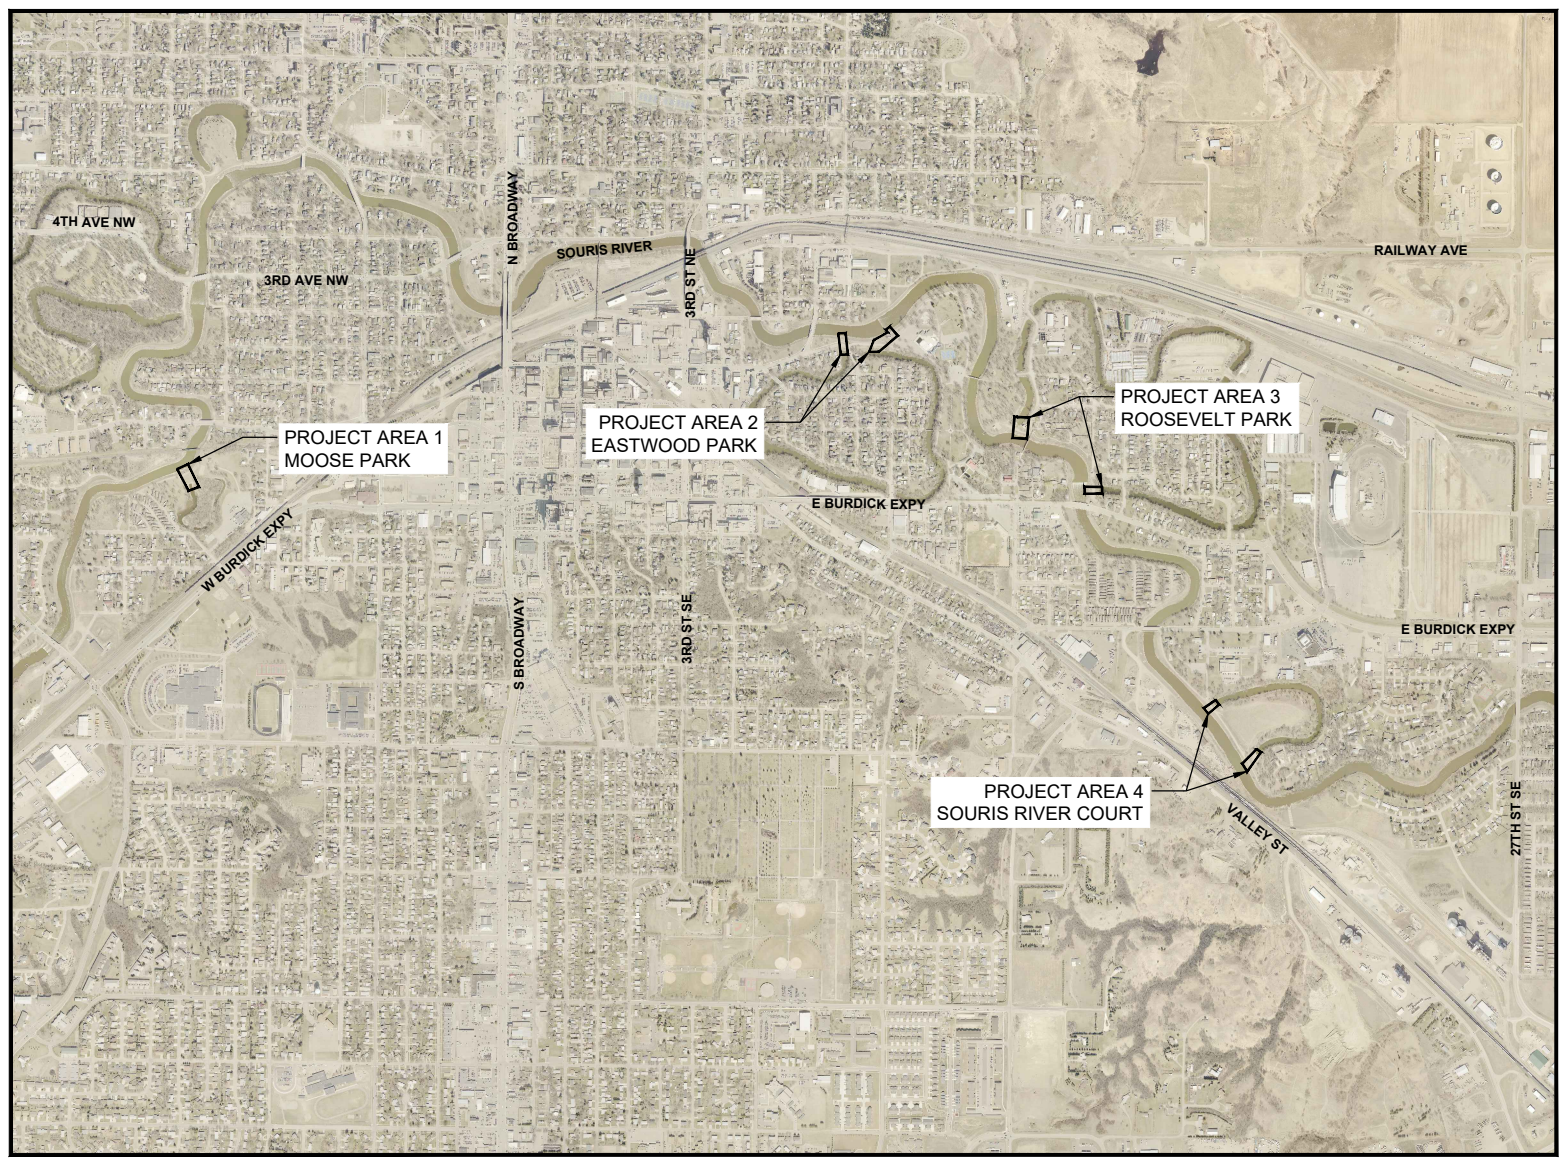 N BROADWAY
4TH AVE NW
SOURIS RIVER
3RD ST NE
RAILWAY AVE
3RD AVE NW
PROJECT AREA 3
ROOSEVELT PARK
PROJECT AREA 2
EASTWOOD PARK
PROJECT AREA 1
MOOSE PARK
E BURDICK EXPY
W BURDICK EXPY
S BROADWAY
3RD ST SE
E BURDICK EXPY
PROJECT AREA 4
SOURIS RIVER COURT
VALLEY ST
27TH ST SE